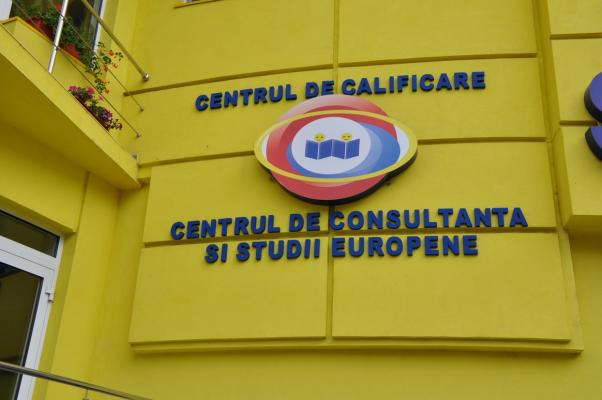 CENTRUL DE CALIFICARE
CENTRUL DE CONSULTANTA
SI STUDII EUROPENE